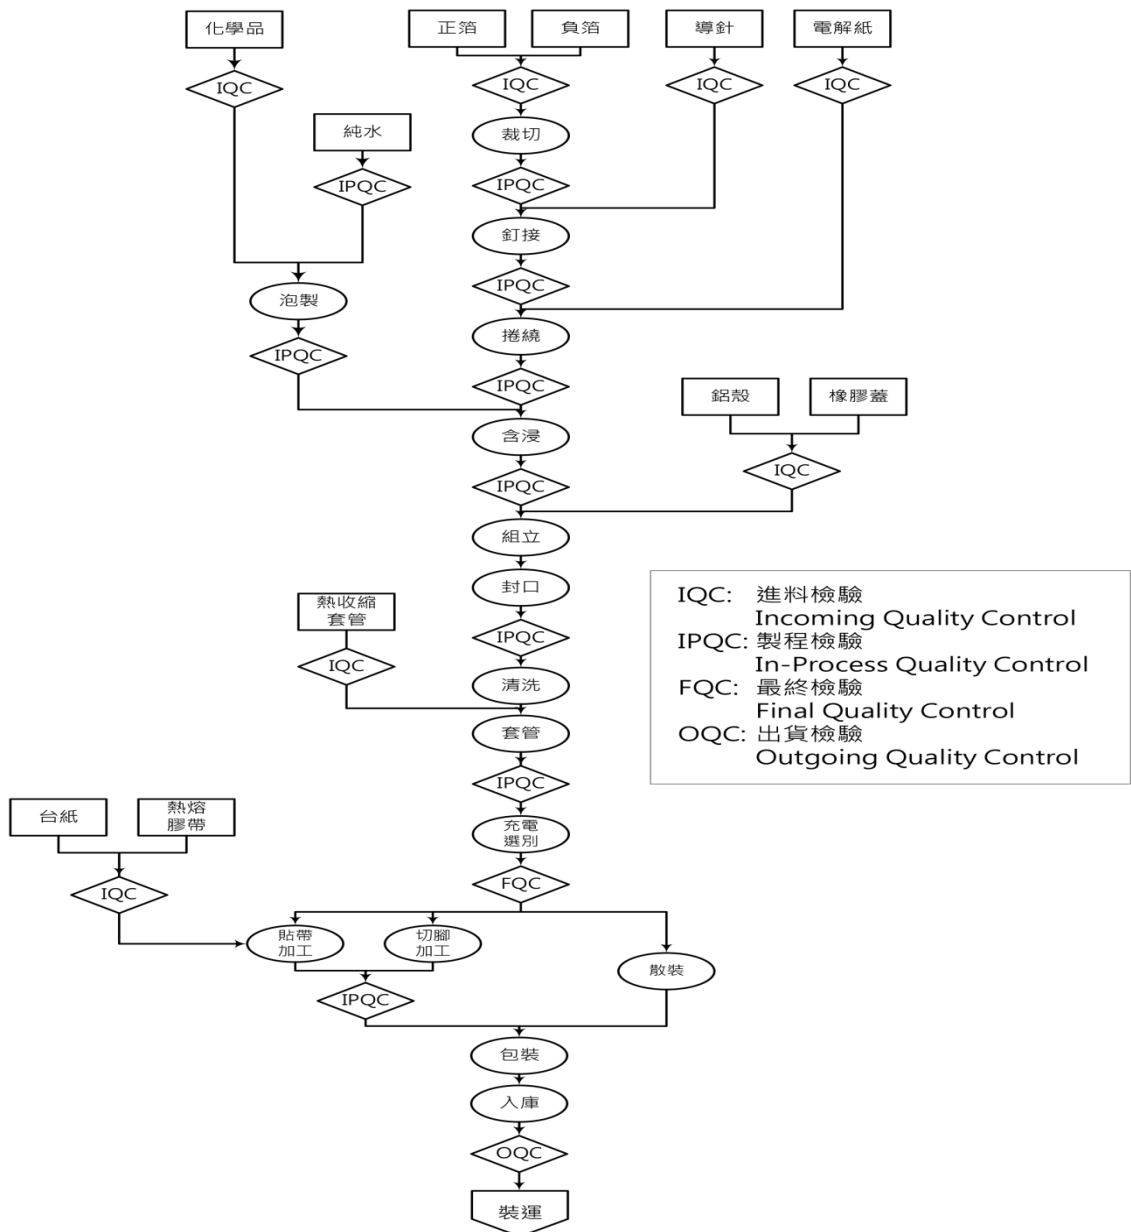 化學品
正箔
負箔
導針
電解紙
IQC
IQC
IQC
IQC
純水
裁切
IPQC
IPQC
釘接
IPQC
泡製
捲繞
IPQC
IPQC
鋁殼
橡膠蓋
含浸
IQC
IPQC
組立
封口
熱收縮
套管
IPQC
IQC
清洗
套管
IPQC
IQC: 進料檢驗
Incoming Quality Control
IPQC: 製程檢驗
In-Process Quality Control
FQC: 最終檢驗
Final Quality Control
OQC: 出貨檢驗
Outgoing Quality Control
台紙
熱熔
膠帶
充電
選別
IQC
FQC
貼帶
加工
切腳
加工
散裝
IPQC
包裝
入庫
OQC
裝運